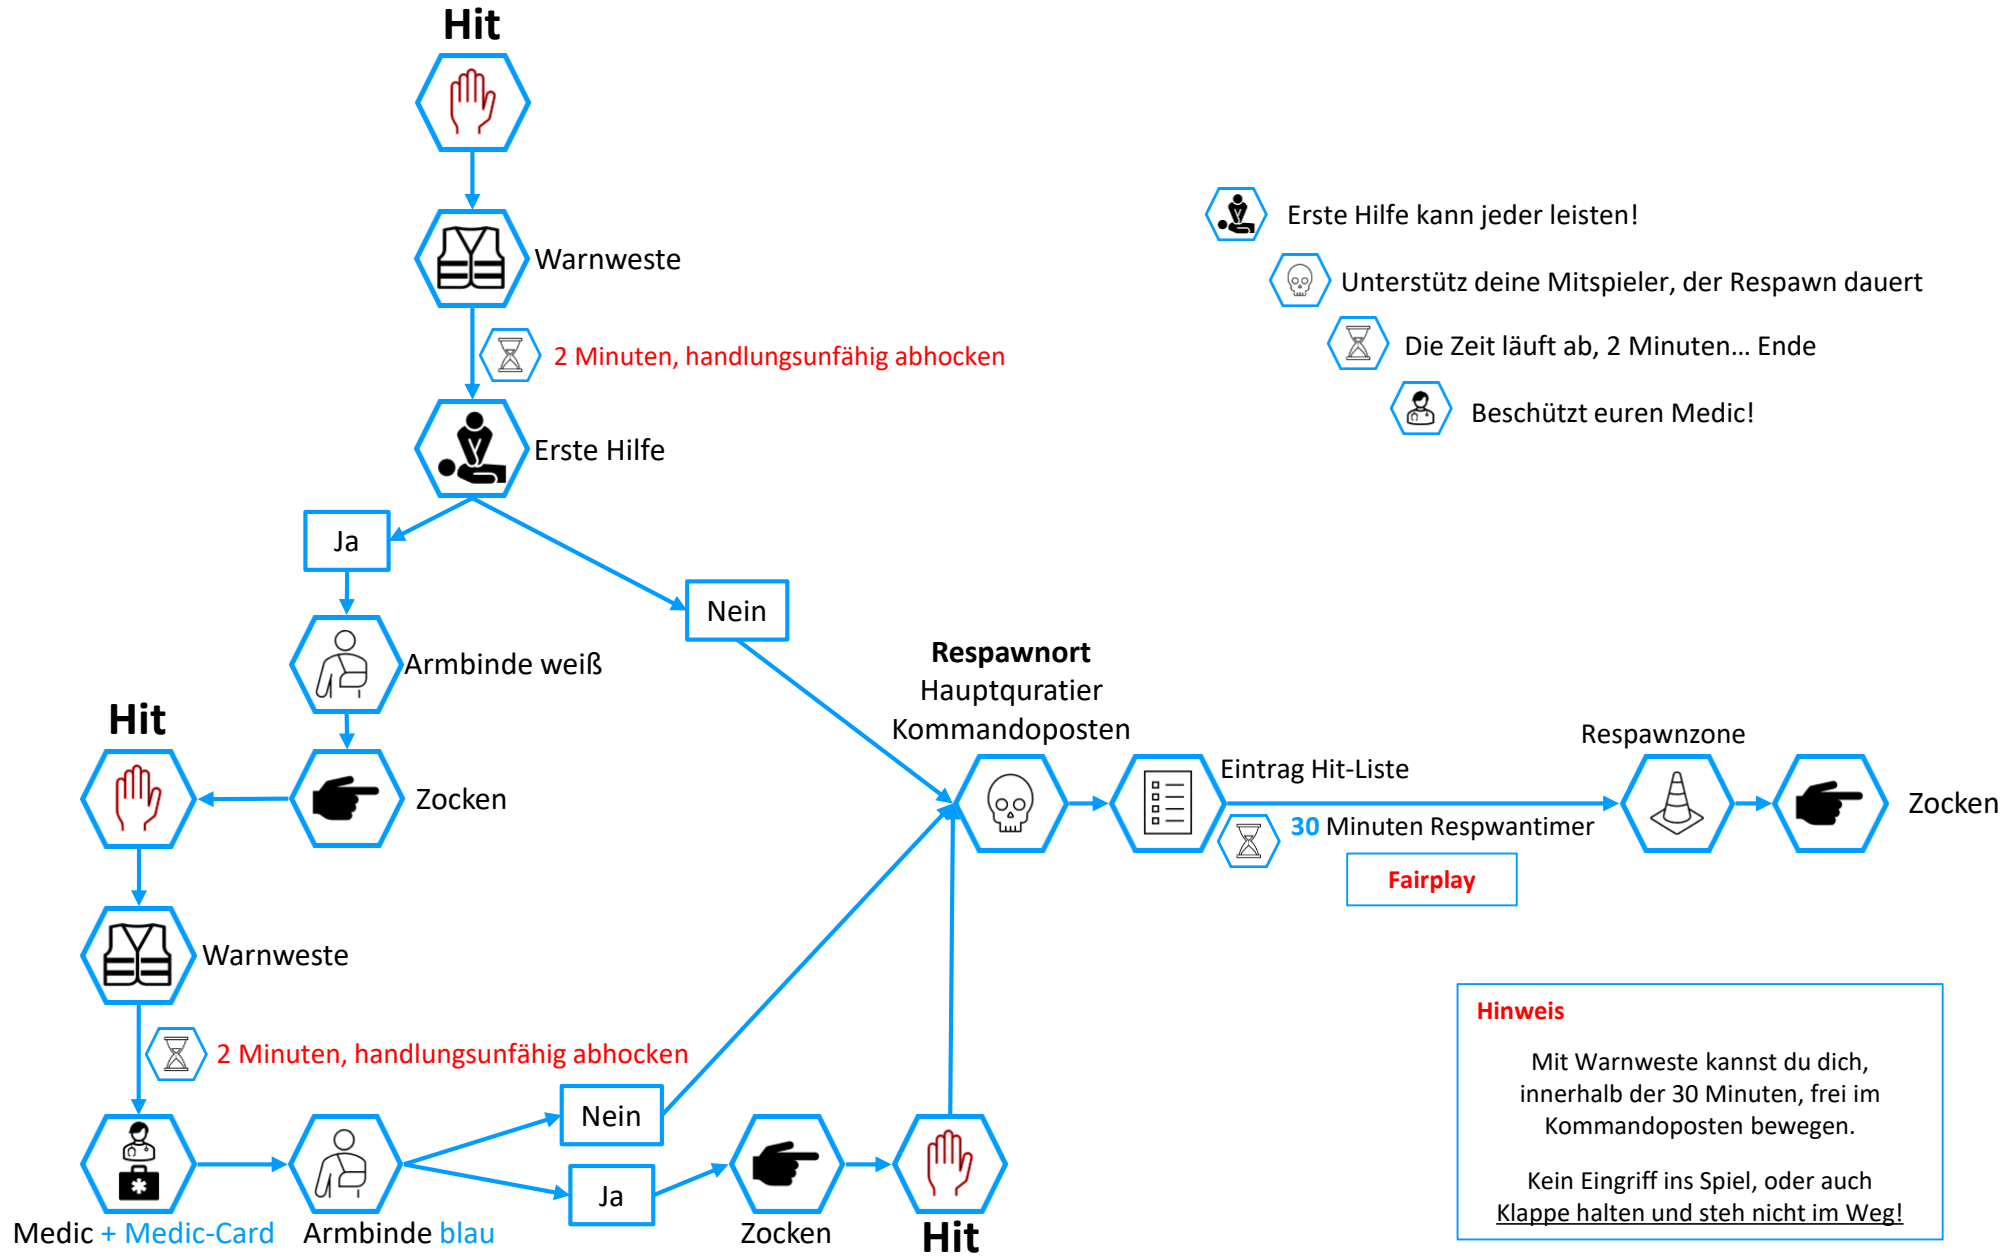 Hit
Warnweste
2 Minuten, handlungsunfähig abhocken
Erste Hilfe
Ja
Nein
Armbinde weiß
Zocken
Hit
Warnweste
2 Minuten, handlungsunfähig abhocken
Medic + Medic-Card
Armbinde blau
Nein
Ja
Zocken
Hit
Respawnort
Hauptquratier
Kommandoposten
Eintrag Hit-Liste
30 Minuten Respwantimer
Fairplay
Respawnzone
Zocken
Erste Hilfe kann jeder leisten!
Unterstütz deine Mitspieler, der Respawn dauert
Die Zeit läuft ab, 2 Minuten... Ende
Beschützt euren Medic!
Hinweis
Mit Warnweste kannst du dich,
innerhalb der 30 Minuten, frei im
Kommandoposten bewegen.
Kein Eingriff ins Spiel, oder auch
Klappe halten und steh nicht im Weg!